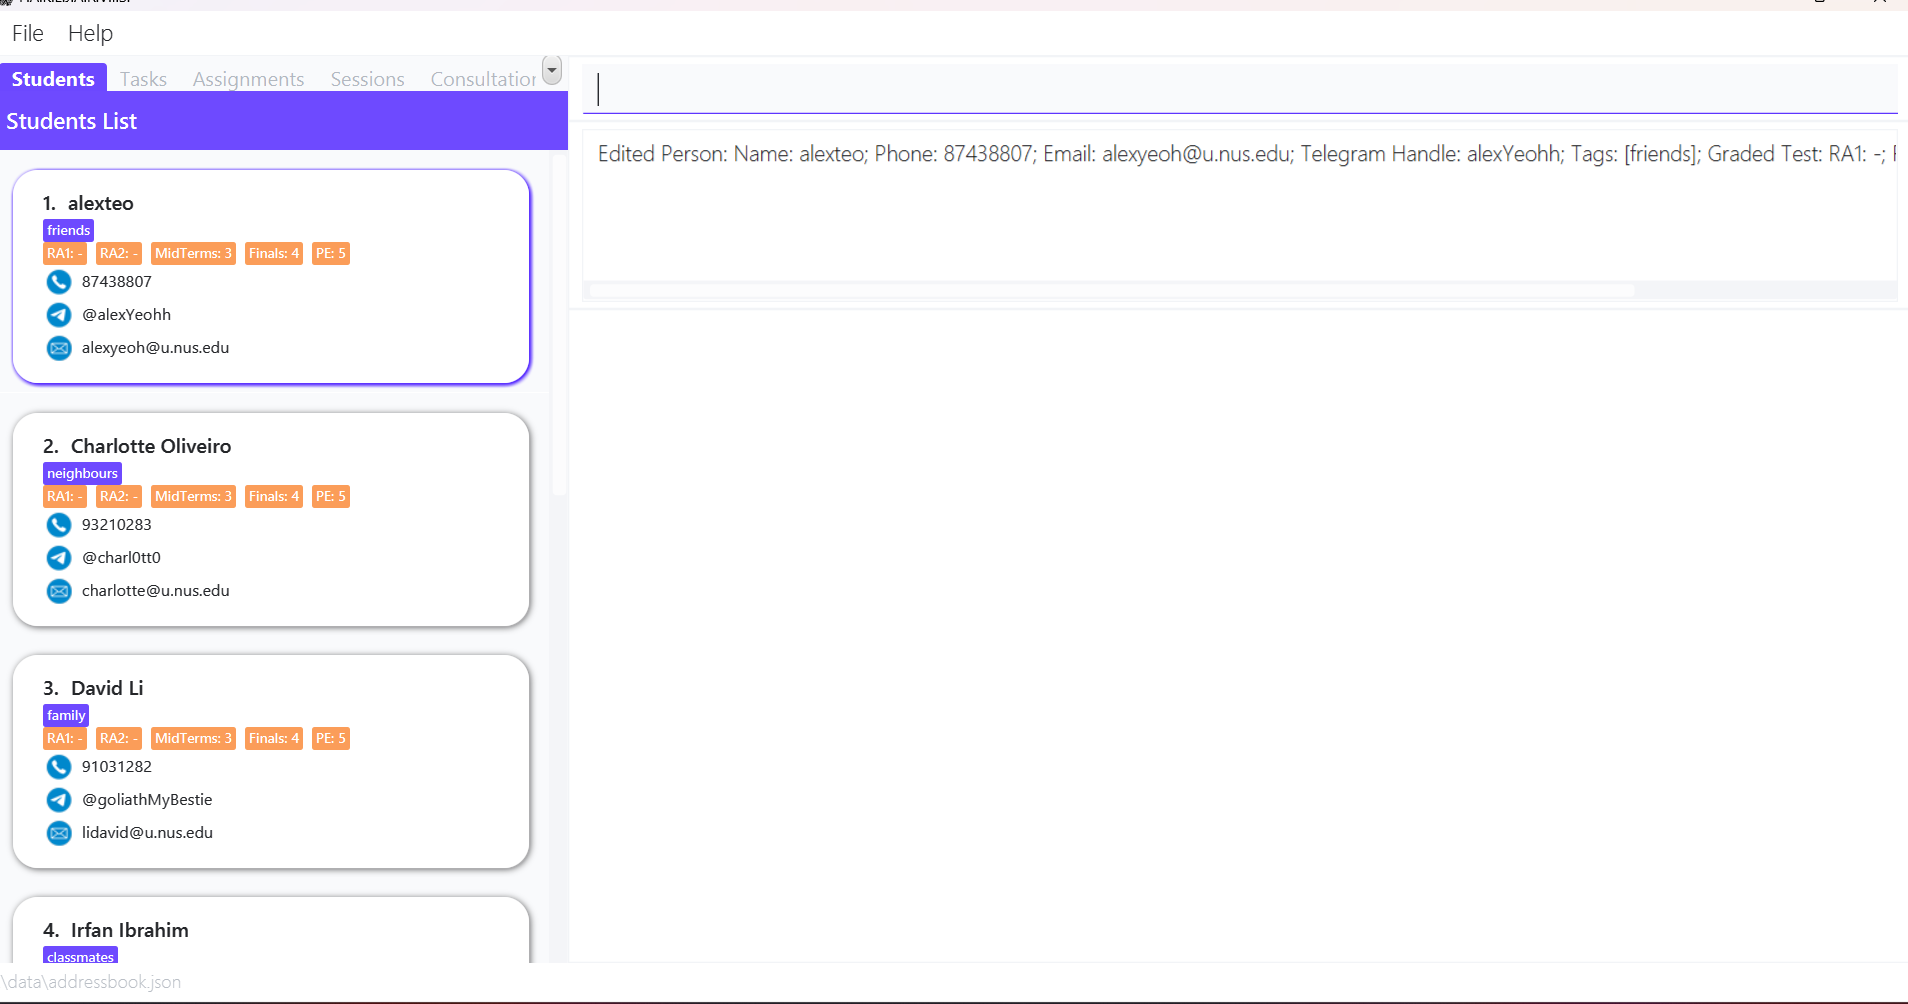 File Help
Students Tasks Assignments Sessions
Students List
1. alexteo
friends
RA1: - RA2: - MidTerms: 3 Finals: 4 PE: 5
87438807
@alexYeohh
alexyeoh@u.nus.edu
2. Charlotte Oliveiro
neighbours
RA1: - RA2: - MidTerms: 3 Finals: 4 PE: 5
93210283
@charl0tt0
charlotte@u.nus.edu
3. David Li
family
RA1: - RA2: - MidTerms: 3 Finals: 4 PE: 5
91031282
@goliathMyBestie
lidavid@u.nus.edu
4. Irfan Ibrahim
classmates
\data\addressbook.json
Edited Person: Name: alexteo; Phone: 87438807; Email: alexyeoh@u.nus.edu; Telegram Handle: alexYeohh; Tags: [friends]; Graded Test: RA1: -;